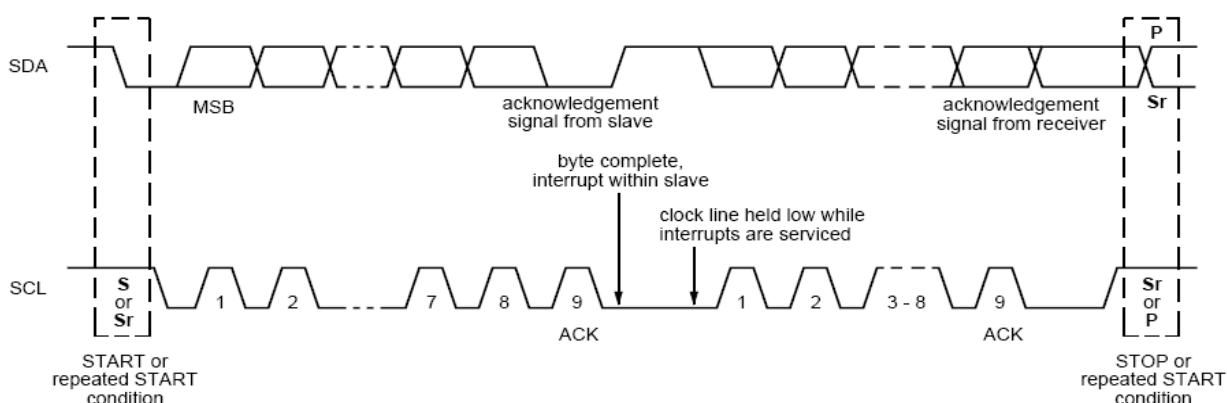 P
SDA
MSB
acknowledgement
signal from slave
acknowledgement
signal from receiver
Sr
byte complete,
interrupt within slave
clock line held low while
interrupts are serviced
SCL
S
or
Sr
1
2
7
8
9
1
2
3 - 8
9
Sr
or
P
ACK
ACK
START or
repeated START
condition
STOP or
repeated START
condition